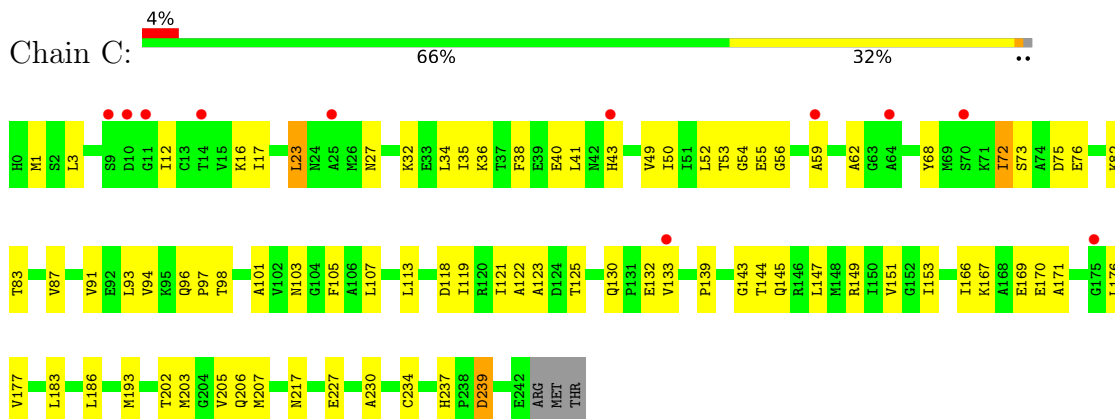 4%
Chain C:
66% 32% ••
H0 M1 S2 L3 S9 D10 G11 I12 C13 T14 V15 K16 I17 L23 N24 A25 M26 N27 K32 E33 L34 I35 K36 T37 F38 E39 E40 L41 N42 H43 V49 I50 I51 L52 T53 G54 E55 G56 A59 A62 G63 A64 Y68 M69 S70 K71 I72 S73 A74 D75 E76 K82
T83 V87 V91 E92 L93 V94 K95 Q96 P97 T98 A101 V102 N103 G104 F105 A106 L107 L113 D118 I119 R120 I121 A122 A123 D124 T125 Q130 P131 E132 V133 P139 G143 T144 Q145 R146 L147 M148 R149 I150 V151 G152 I153 I166 K167 A168 E169 E170 A171 G175 L176
V177 L183 L186 M193 T202 M203 G204 V205 Q206 M207 N217 E227 A230 C234 H237 P238 D239 E242 ARG MET THR